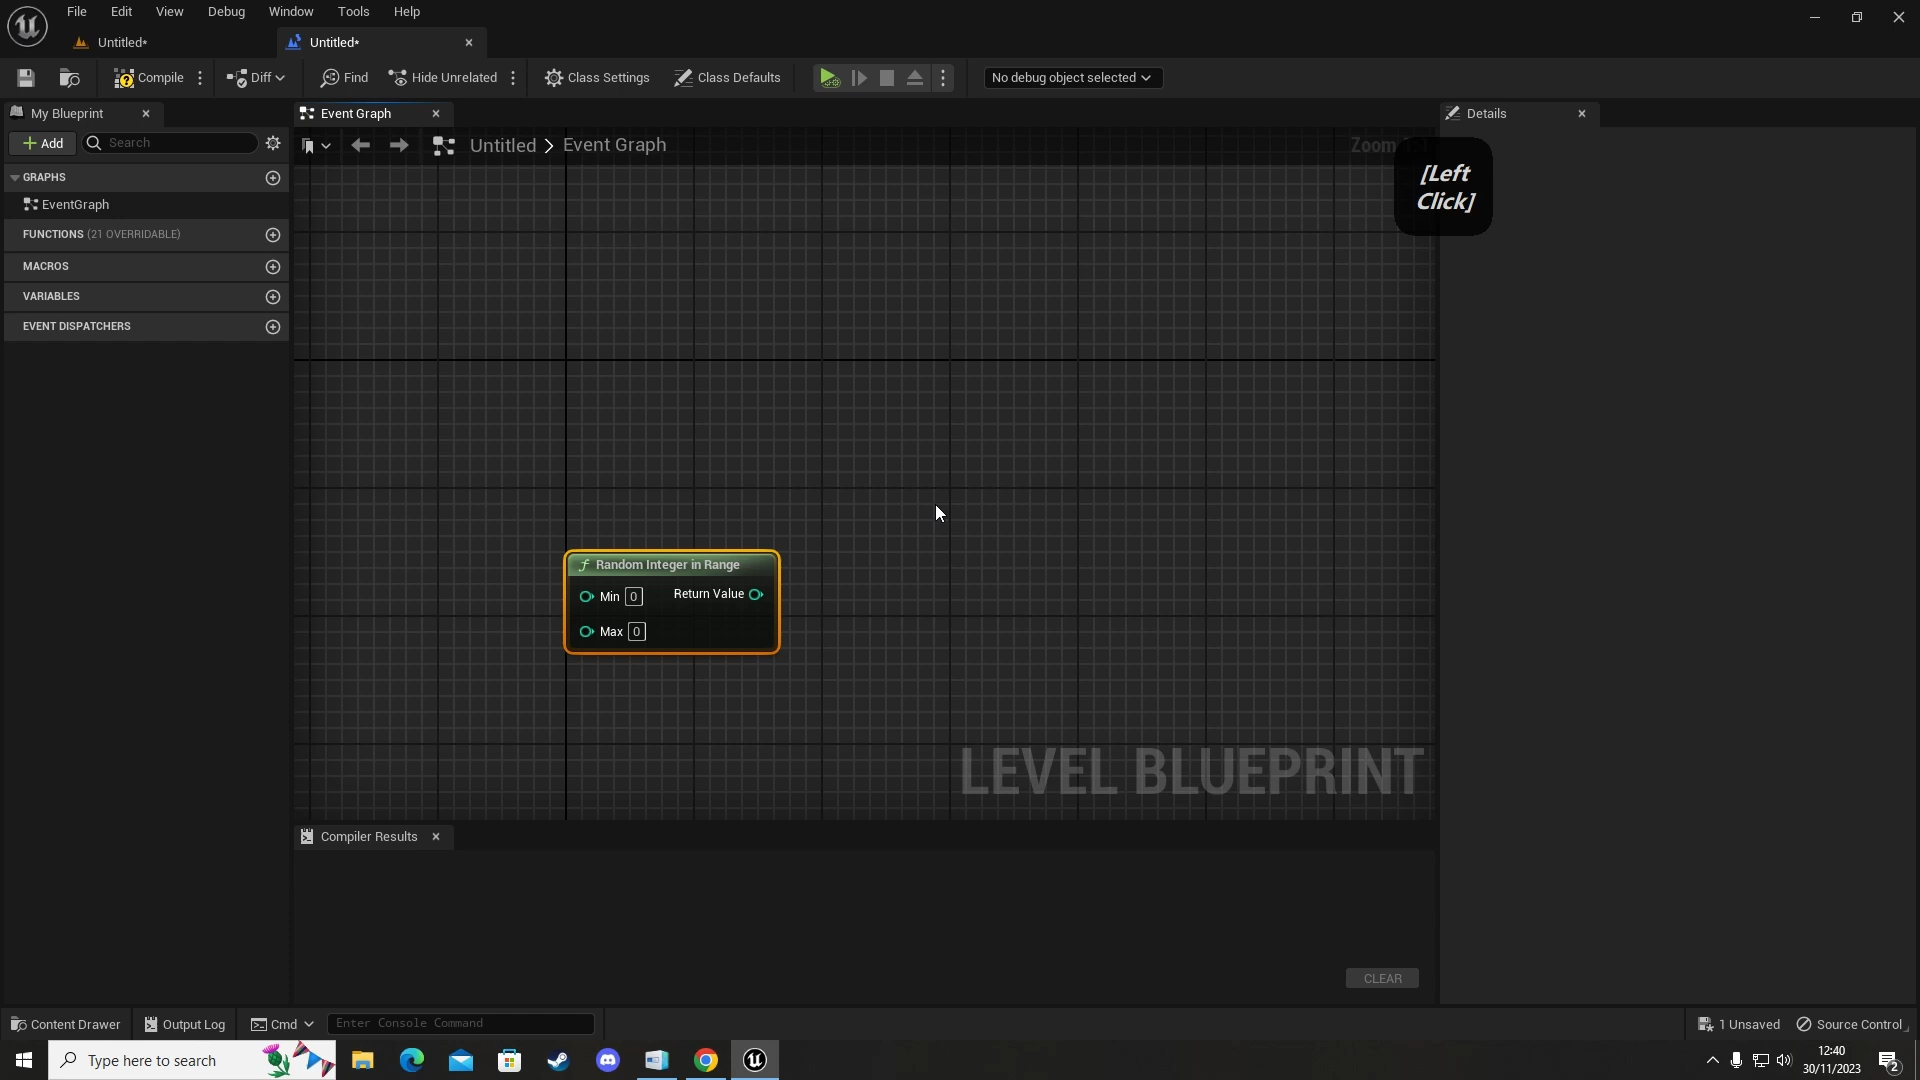 File Edit View Debug Window Tools Help
Untitled* Untitled*
Compile Diff Find Hide Unrelated Class Settings Class Defaults No debug object selected
My Blueprint Event Graph Details
Add Search Untitled > Event Graph Zoom
[Left
Click]
GRAPHS
EventGraph
FUNCTIONS (21 OVERRIDABLE)
MACROS
VARIABLES
EVENT DISPATCHERS
f Random Integer in Range
Min 0 Return Value
Max 0
LEVEL BLUEPRINT
Compiler Results
CLEAR
Content Drawer Output Log Cmd Enter Console Command 1 Unsaved Source Control
Type here to search
12:40
30/11/2023
2